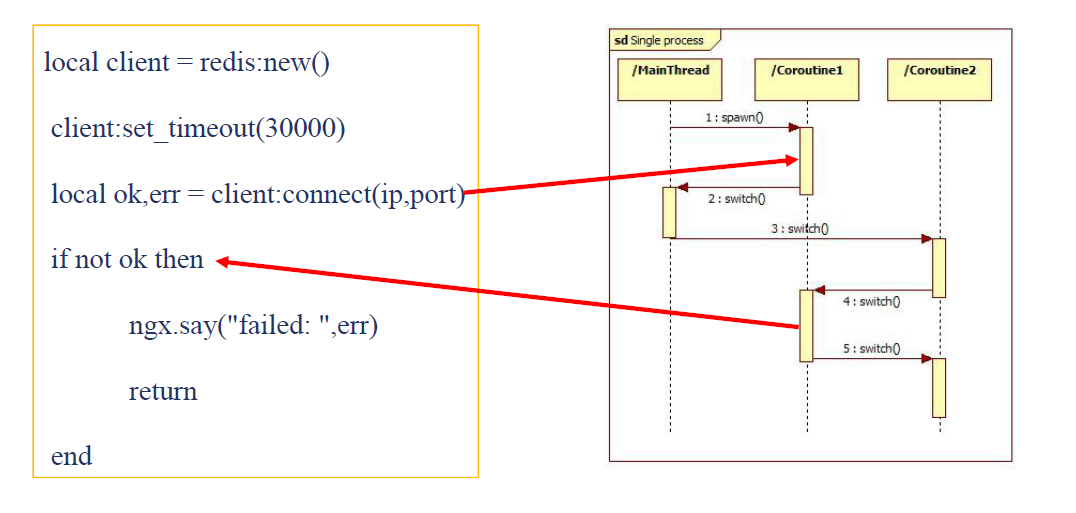 local client = redis:new()
client:set_timeout(30000)
local ok,err = client:connect(ip,port)
if not ok then
ngx.say("failed: ",err)
return
end
sd Single process
/MainThread
/Coroutine1
/Coroutine2
1 : spawn()
2 : switch()
3 : switch()
4 : switch()
5 : switch()